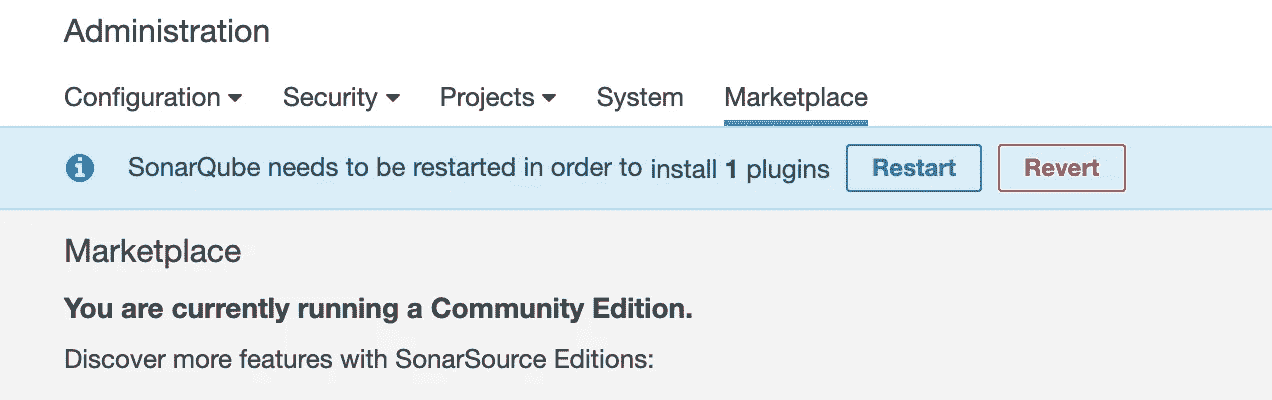 Administration
Configuration Security Projects System Marketplace
SonarQube needs to be restarted in order to install 1 plugins Restart Revert
Marketplace
You are currently running a Community Edition.
Discover more features with SonarSource Editions: